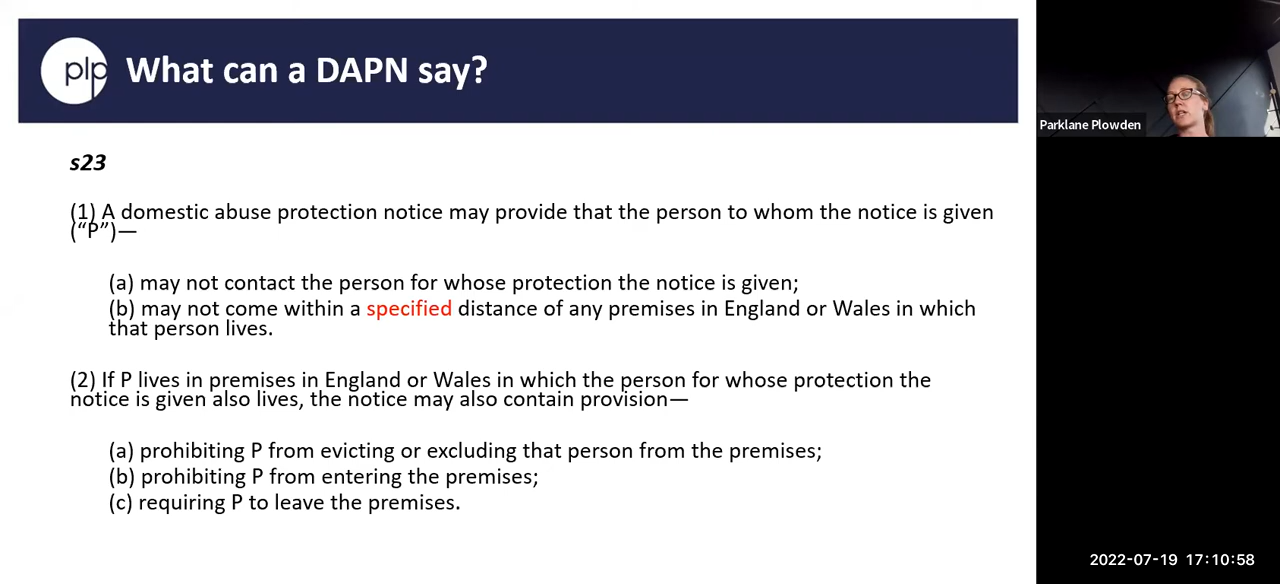 plp
What can a DAPN say?
Parklane Plowden
s23
(1) A domestic abuse protection notice may provide that the person to whom the notice is given
(“P”)—
(a) may not contact the person for whose protection the notice is given;
(b) may not come within a specified distance of any premises in England or Wales in which
that person lives.
(2) If P lives in premises in England or Wales in which the person for whose protection the
notice is given also lives, the notice may also contain provision—
(a) prohibiting P from evicting or excluding that person from the premises;
(b) prohibiting P from entering the premises;
(c) requiring P to leave the premises.
2022-07-19 17:10:58